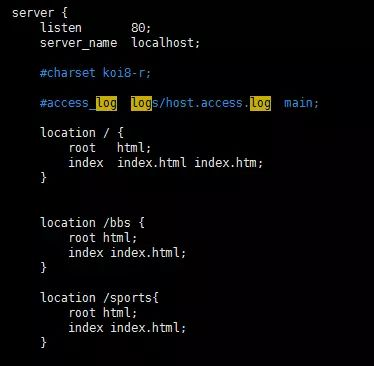 server {
    listen       80;
    server_name  localhost;
    #charset koi8-r;
    #access_log  logs/host.access.log  main;
    location / {
        root   html;
        index  index.html index.htm;
    }
    location /bbs {
        root html;
        index index.html;
    }
    location /sports{
        root html;
        index index.html;
    }